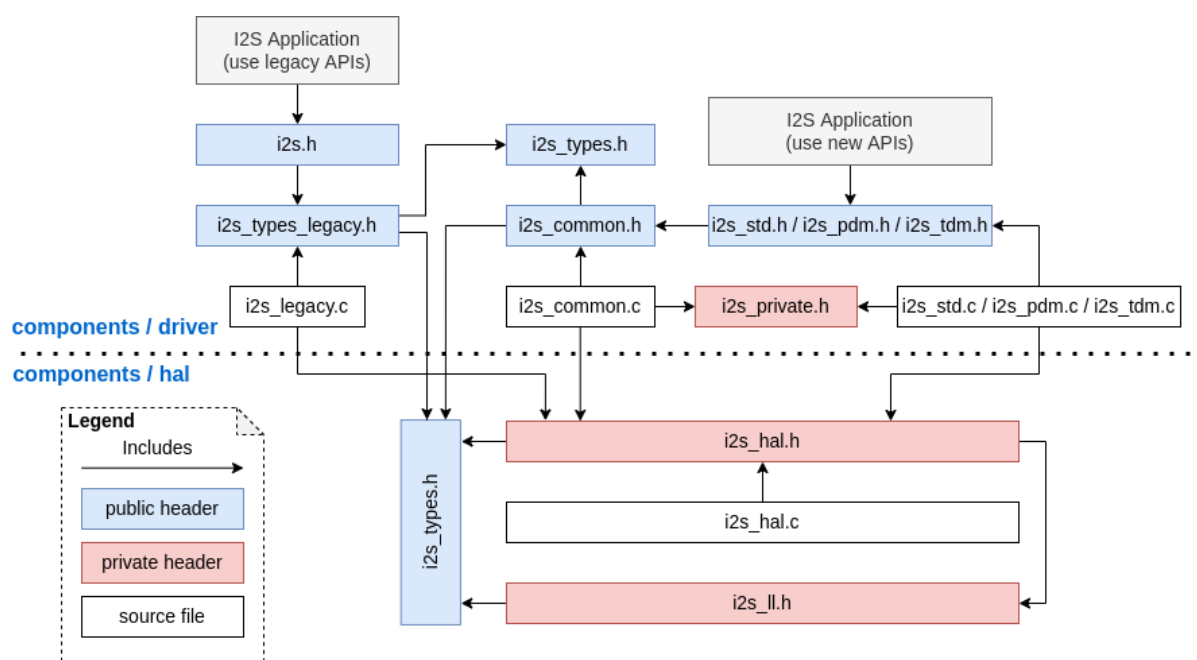 I2S Application
(use legacy APIs)
I2S Application
(use new APIs)
i2s.h
i2s_types.h
i2s_types_legacy.h
i2s_common.h
i2s_std.h / i2s_pdm.h / i2s_tdm.h
i2s_legacy.c
i2s_common.c
i2s_private.h
i2s_std.c / i2s_pdm.c / i2s_tdm.c
components / driver
components / hal
Legend
Includes
public header
private header
source file
i2s_types.h
i2s_hal.h
i2s_hal.c
i2s_ll.h